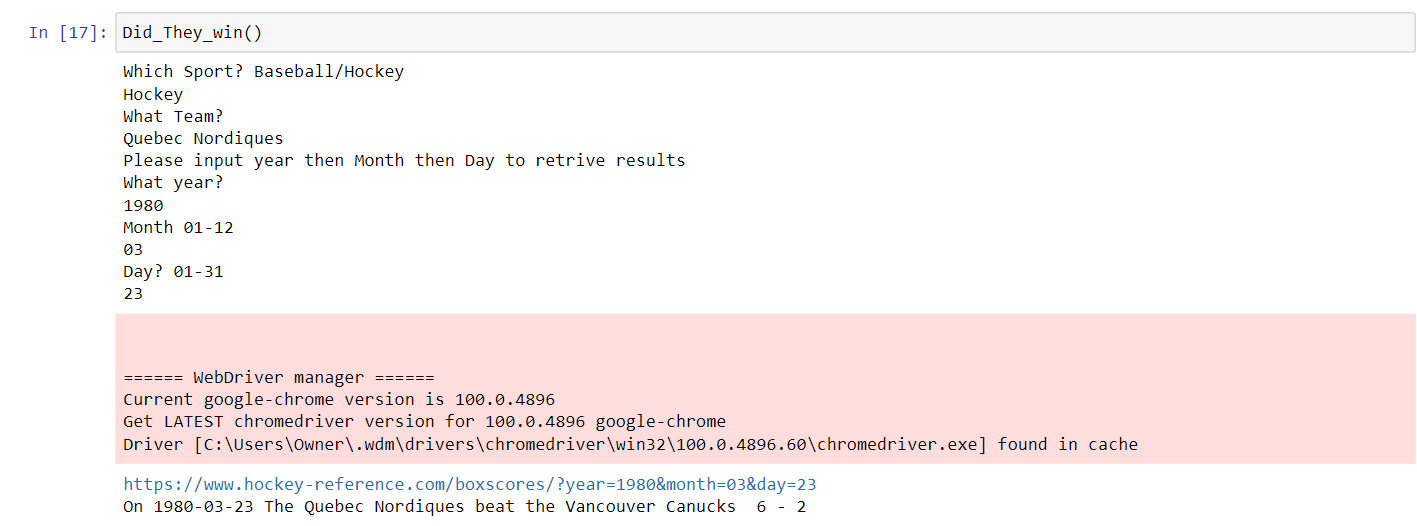 In [17]: Did_They_win()
Which Sport? Baseball/Hockey
Hockey
What Team?
Quebec Nordiques
Please input year then Month then Day to retrive results
What year?
1980
Month 01-12
03
Day? 01-31
23
====== WebDriver manager ======
Current google-chrome version is 100.0.4896
Get LATEST chromedriver version for 100.0.4896 google-chrome
Driver [C:\Users\Owner\.wdm\drivers\chromedriver\win32\100.0.4896.60\chromedriver.exe] found in cache
https://www.hockey-reference.com/boxscores/?year=1980&month=03&day=23
On 1980-03-23 The Quebec Nordiques beat the Vancouver Canucks  6 - 2